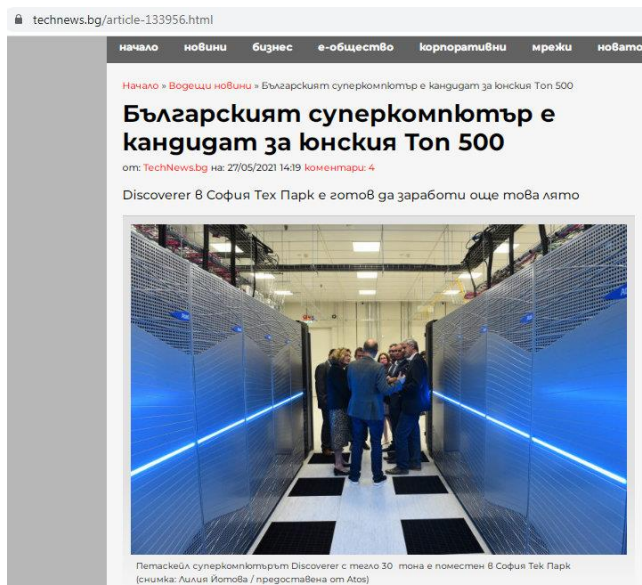 technews.bg/article-133956.html
начало новини бизнес е-общество корпоративни мрежи новато
Начало » Водещи новини » Българският суперкомпютър е кандидат за юнския Топ 500
Българският суперкомпютър е
кандидат за юнския Топ 500
от: TechNews.bg на: 27/05/2021 14:19 коментари: 4
Discoverer в София Тех Парк е готов да заработи още това лято
Петаскейл суперкомпютърът Discoverer с тегло 30 тона е поместен в София Тек Парк
(снимка: Лилия Йотова / предоставена от Atos)